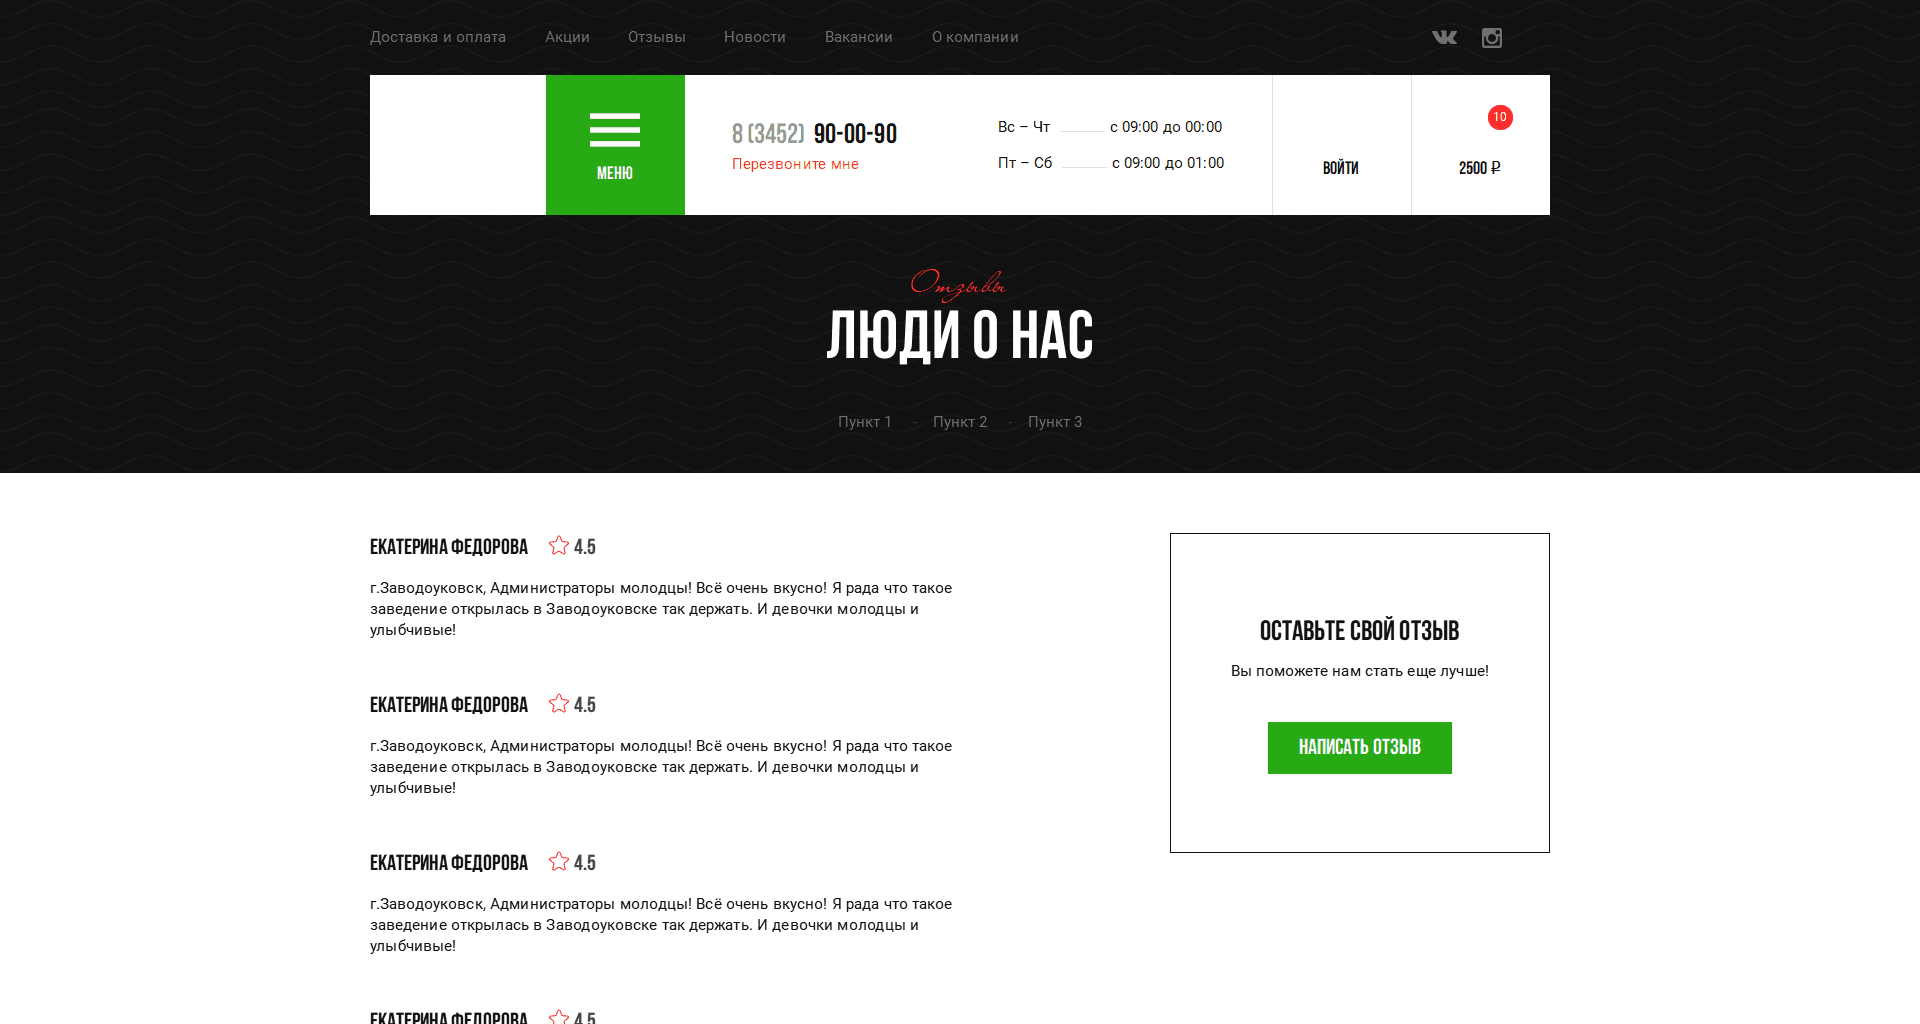 Доставка и оплата Акции Отзывы Новости Вакансии О компании
МЕНЮ
8 (3452) 90-00-90
Перезвоните мне
Вс – Чт с 09:00 до 00:00
Пт – Сб с 09:00 до 01:00
ВОЙТИ
10
2500 ₽
Отзывы
ЛЮДИ О НАС
Пункт 1 - Пункт 2 - Пункт 3
ЕКАТЕРИНА ФЕДОРОВА 4.5
г.Заводоуковск, Администраторы молодцы! Всё очень вкусно! Я рада что такое
заведение открылась в Заводоуковске так держать. И девочки молодцы и
улыбчивые!
ЕКАТЕРИНА ФЕДОРОВА 4.5
г.Заводоуковск, Администраторы молодцы! Всё очень вкусно! Я рада что такое
заведение открылась в Заводоуковске так держать. И девочки молодцы и
улыбчивые!
ЕКАТЕРИНА ФЕДОРОВА 4.5
г.Заводоуковск, Администраторы молодцы! Всё очень вкусно! Я рада что такое
заведение открылась в Заводоуковске так держать. И девочки молодцы и
улыбчивые!
ЕКАТЕРИНА ФЕДОРОВА 4.5
ОСТАВЬТЕ СВОЙ ОТЗЫВ
Вы поможете нам стать еще лучше!
НАПИСАТЬ ОТЗЫВ